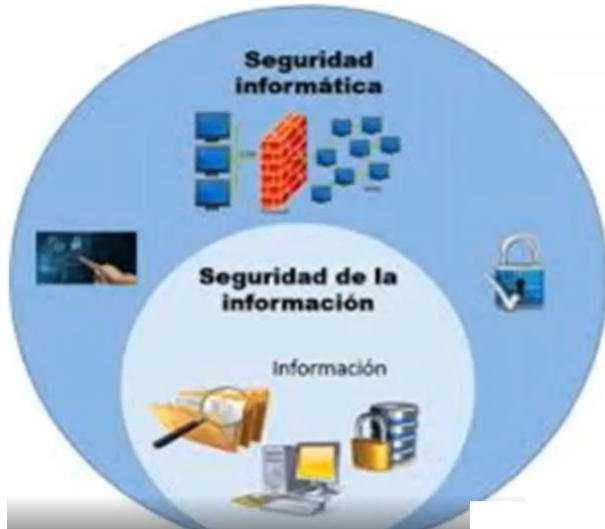 Seguridad
informática
Seguridad de la
información
Información